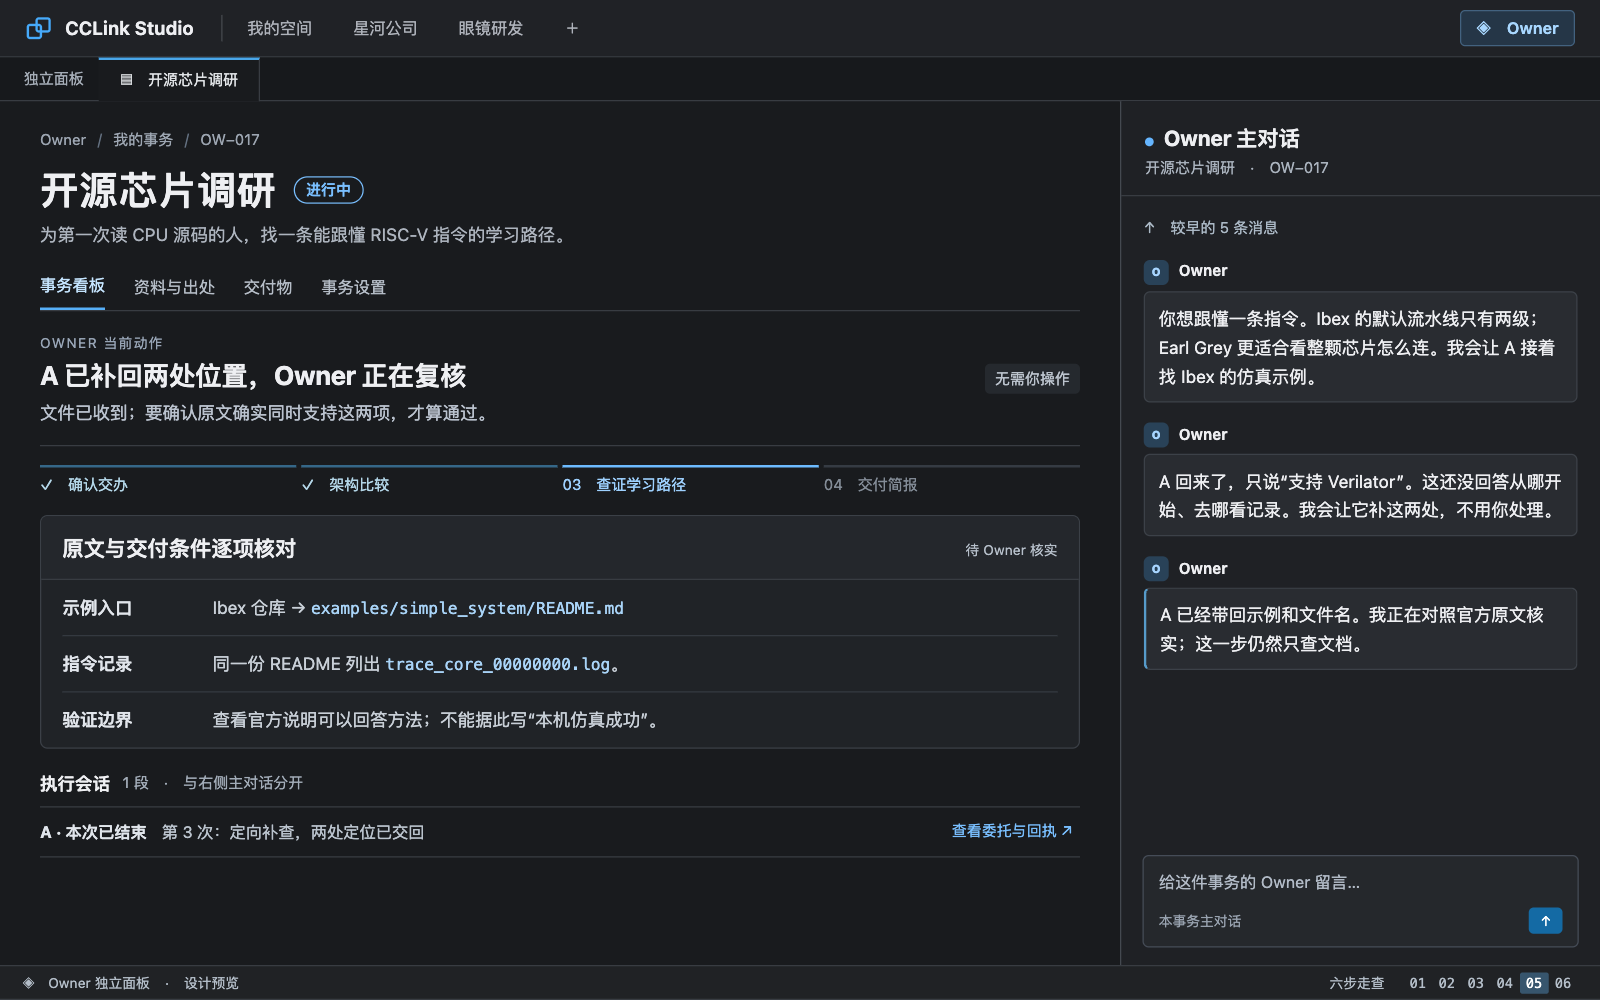 CCLink Studio
我的空间
星河公司
眼镜研发
+
Owner
独立面板
开源芯片调研
Owner / 我的事务 / OW-017
开源芯片调研
进行中
为第一次读 CPU 源码的人，找一条能跟懂 RISC-V 指令的学习路径。
事务看板
资料与出处
交付物
事务设置
OWNER 当前动作
A 已补回两处位置，Owner 正在复核
文件已收到；要确认原文确实同时支持这两项，才算通过。
无需你操作
✓ 确认交办
✓ 架构比较
03 查证学习路径
04 交付简报
原文与交付条件逐项核对
待 Owner 核实
示例入口
Ibex 仓库 → examples/simple_system/README.md
指令记录
同一份 README 列出 trace_core_00000000.log。
验证边界
查看官方说明可以回答方法；不能据此写“本机仿真成功”。
执行会话 1 段 · 与右侧主对话分开
A · 本次已结束 第 3 次：定向补查，两处定位已交回
查看委托与回执 ↗
Owner 主对话
开源芯片调研 · OW-017
↑ 较早的 5 条消息
O Owner
你想跟懂一条指令。Ibex 的默认流水线只有两级；
Earl Grey 更适合看整颗芯片怎么连。我会让 A 接着
找 Ibex 的仿真示例。
O Owner
A 回来了，只说“支持 Verilator”。这还没回答从哪开
始、去哪看记录。我会让它补这两处，不用你处理。
O Owner
A 已经带回示例和文件名。我正在对照官方原文核
实；这一步仍然只查文档。
给这件事务的 Owner 留言...
本事务主对话
↑
Owner 独立面板 · 设计预览
六步走查 01 02 03 04 05 06